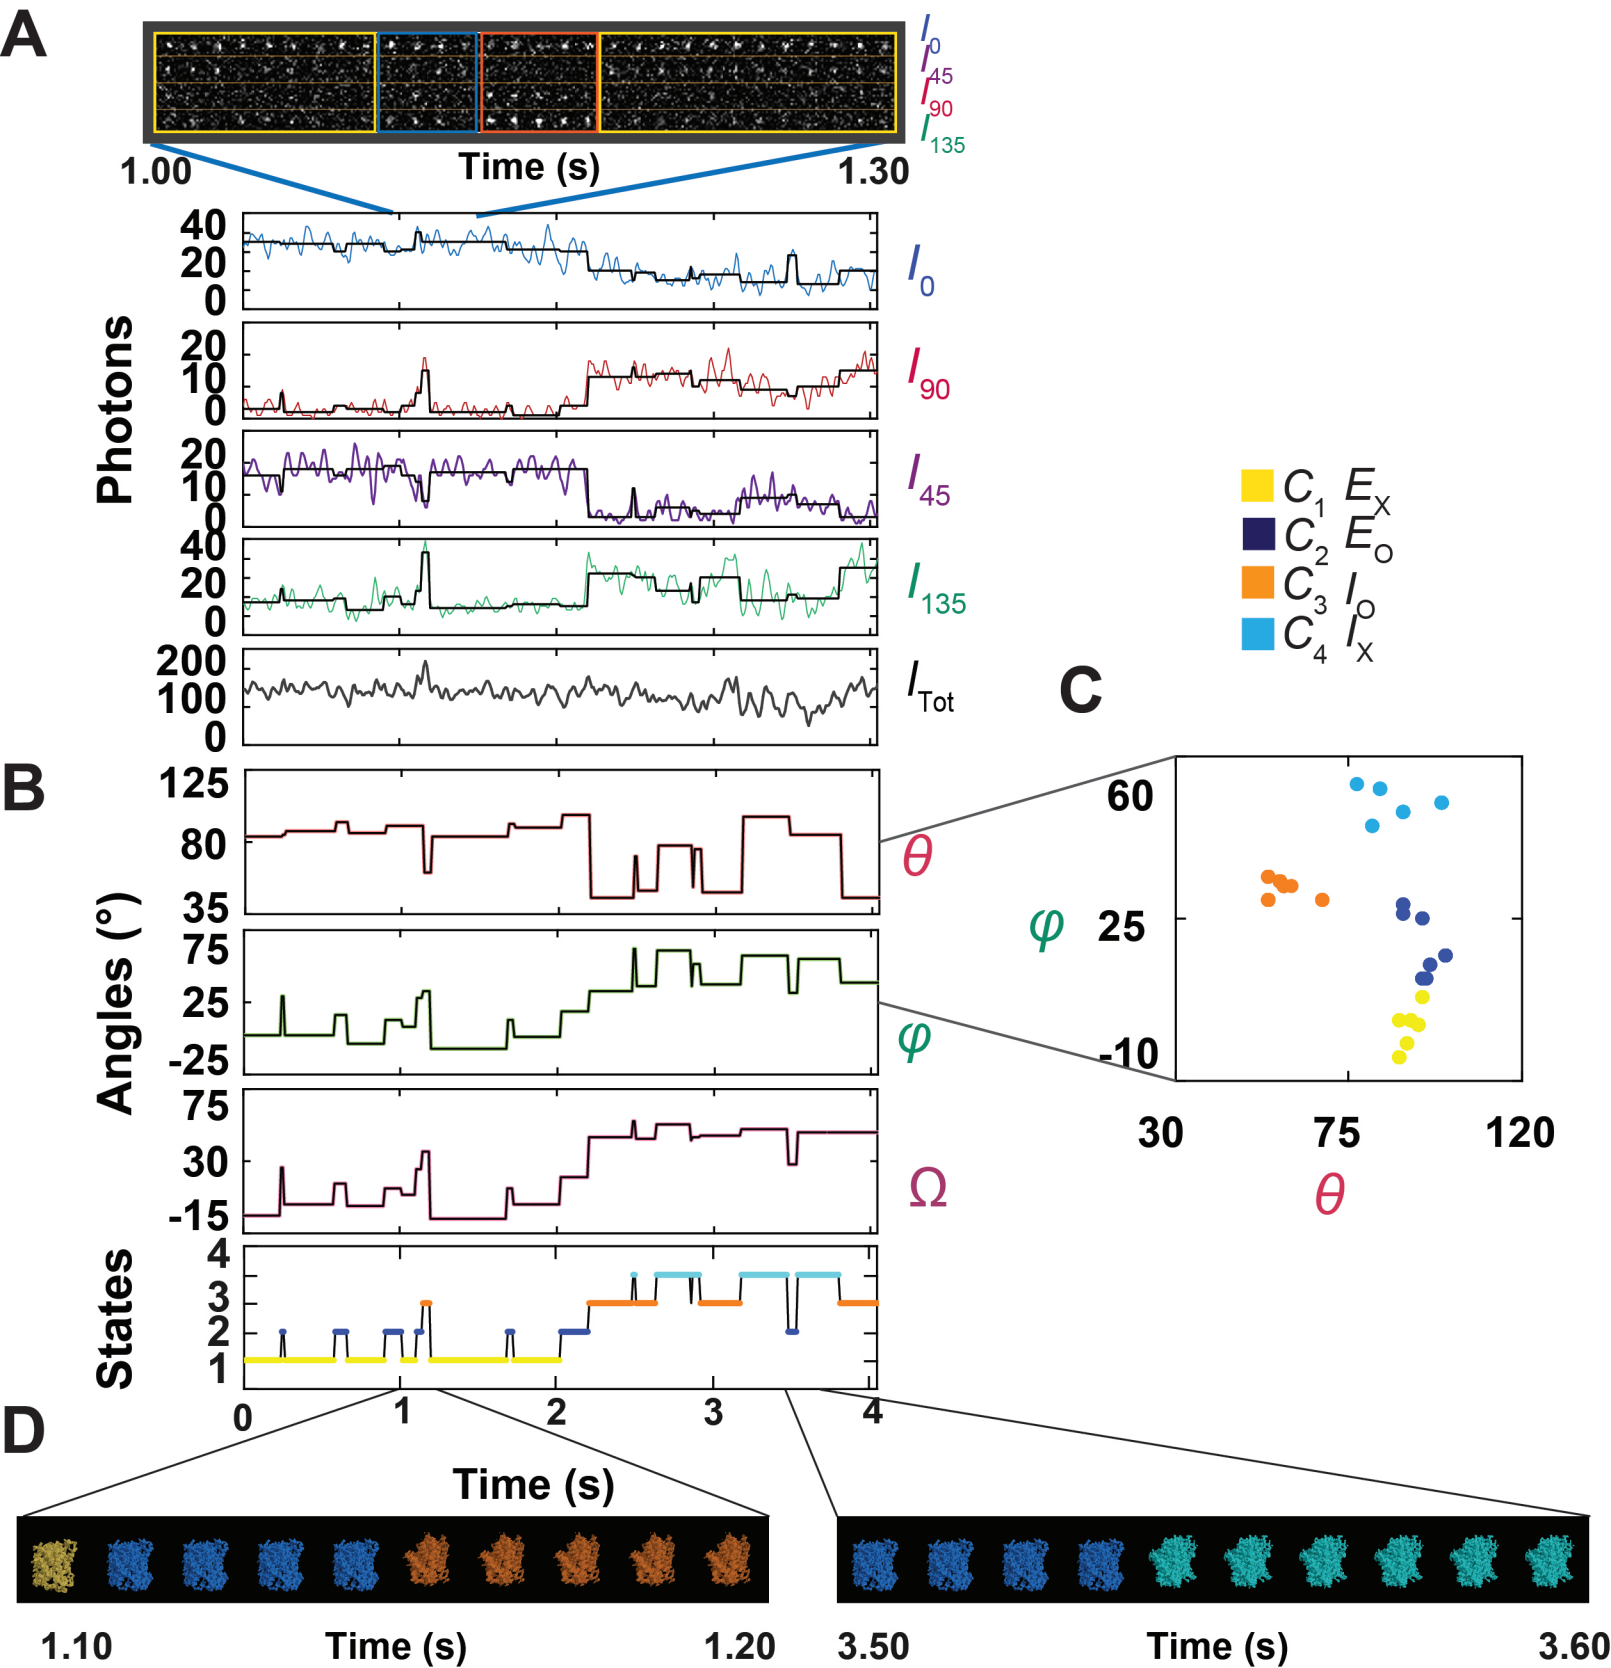 A
I0
I45
I90
I135
1.00 Time (s) 1.30
Photons
40
20
0
I0
20
10
0
I90
20
10
0
I45
40
20
0
I135
200
100
0
ITot
C1 EX
C2 EO
C3 IO
C4 IX
B
Angles (°)
125
80
35
θ
75
25
-25
φ
75
30
-15
Ω
States
4
3
2
1
0 1 2 3 4
Time (s)
C
60
25
-10
φ
30 75 120
θ
D
1.10 Time (s) 1.20
3.50 Time (s) 3.60